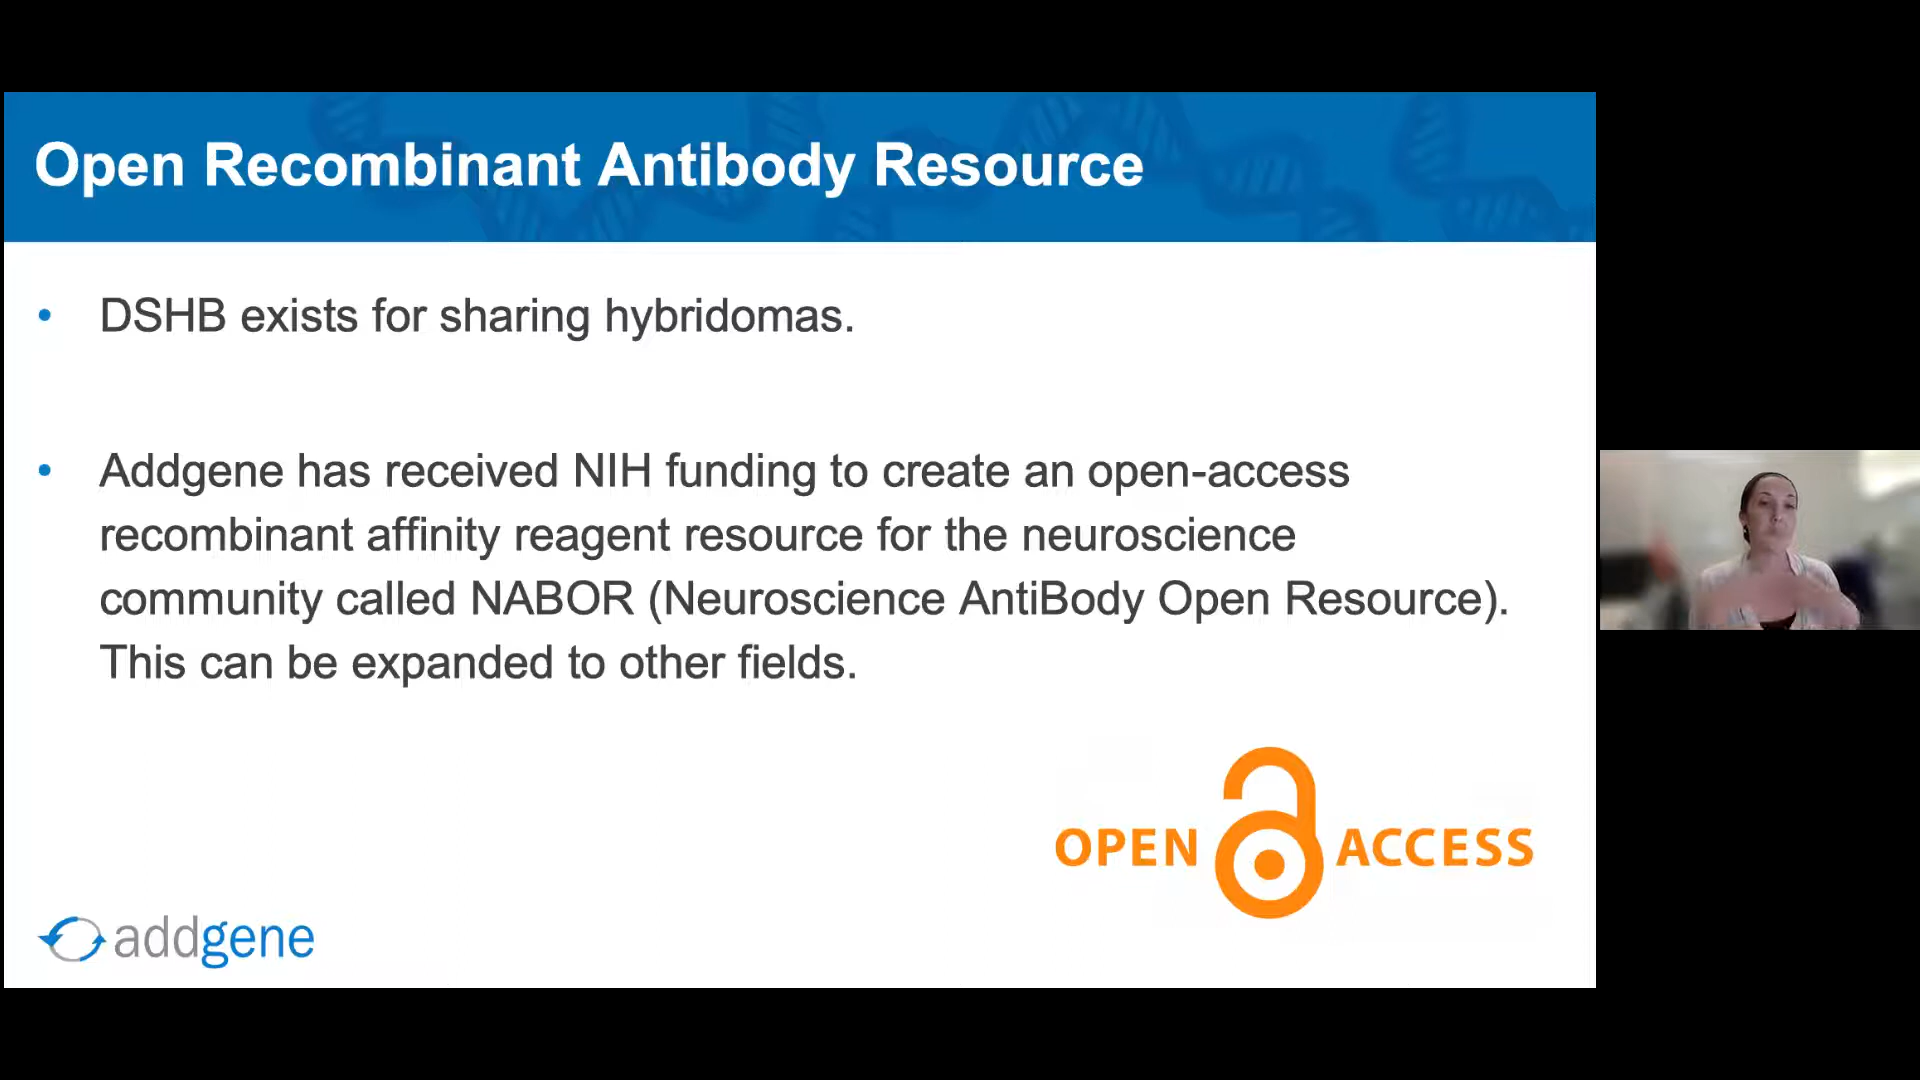 Open Recombinant Antibody Resource
• DSHB exists for sharing hybridomas.
• Addgene has received NIH funding to create an open-access
recombinant affinity reagent resource for the neuroscience
community called NABOR (Neuroscience AntiBody Open Resource).
This can be expanded to other fields.
OPEN ACCESS
addgene